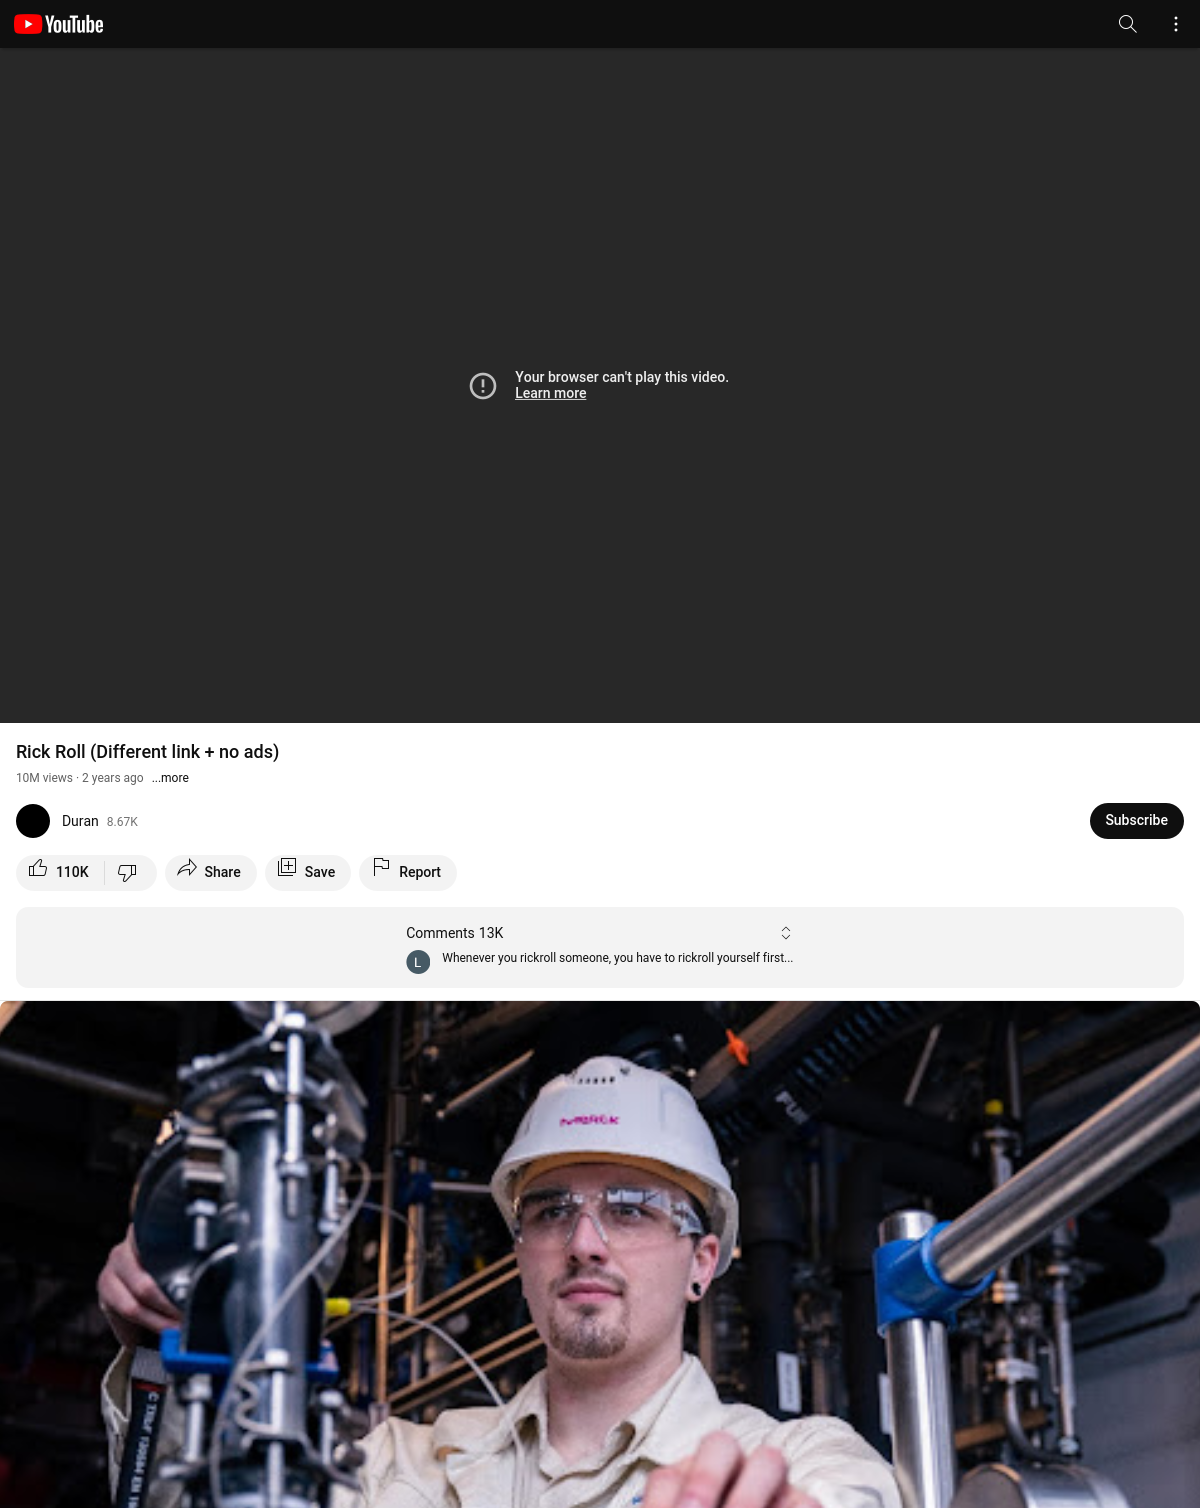 YouTube
Your browser can't play this video.
Learn more
Rick Roll (Different link + no ads)
10M views · 2 years ago ...more
Duran 8.67K
Subscribe
110K
Share
Save
Report
Comments 13K
L
Whenever you rickroll someone, you have to rickroll yourself first...